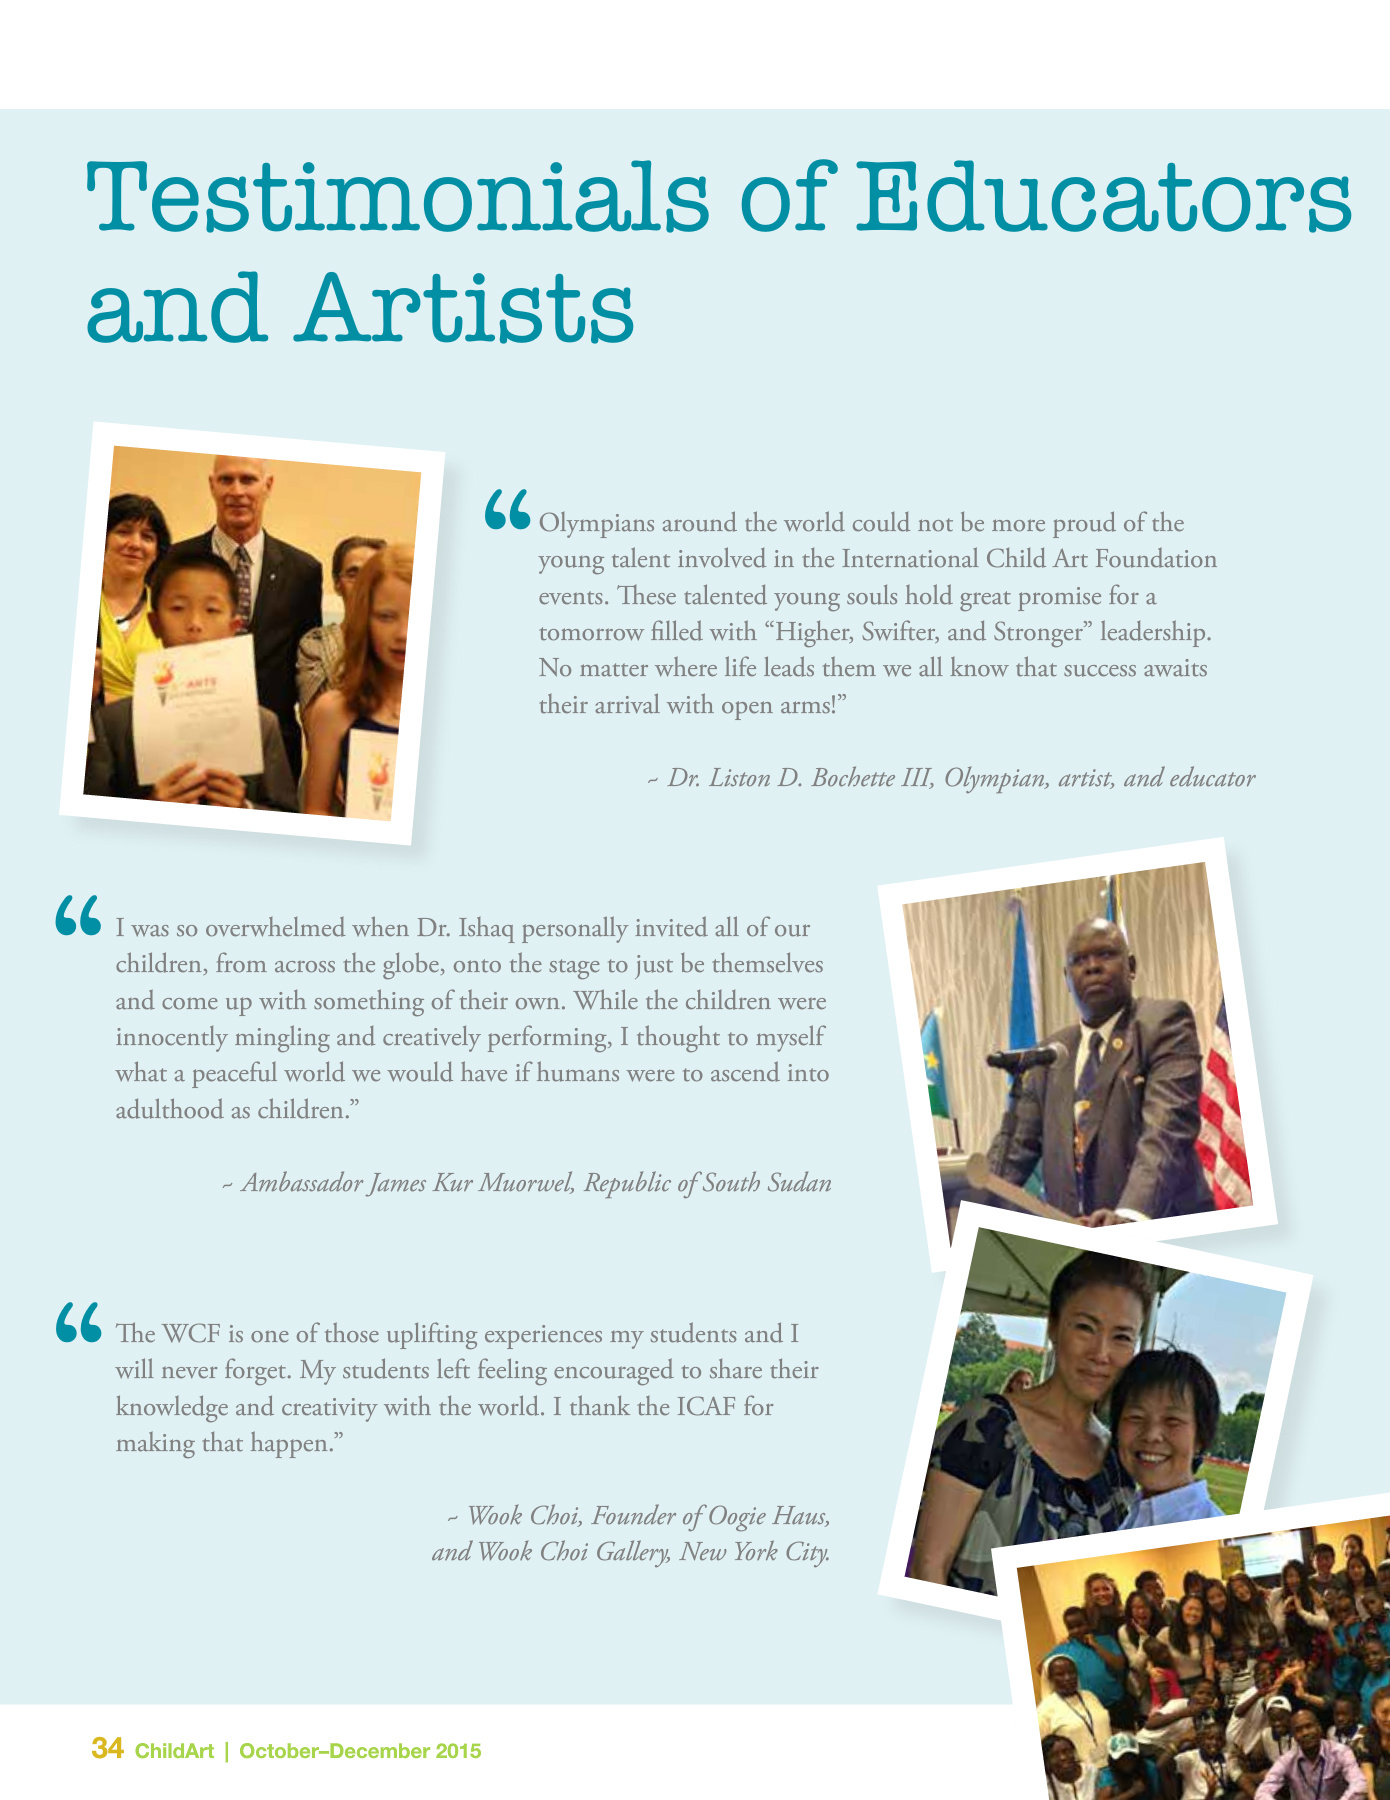 Testimonials of Educators
and Artists
ARTS
“Olympians around the world could not be more proud of the
young talent involved in the International Child Art Foundation
events. These talented young souls hold great promise for a
tomorrow filled with “Higher, Swifter, and Stronger” leadership.
No matter where life leads them we all know that success awaits
their arrival with open arms!”
~ Dr. Liston D. Bochette III, Olympian, artist, and educator
“I was so overwhelmed when Dr. Ishaq personally invited all of our
children, from across the globe, onto the stage to just be themselves
and come up with something of their own. While the children were
innocently mingling and creatively performing, I thought to myself
what a peaceful world we would have if humans were to ascend into
adulthood as children.”
~ Ambassador James Kur Muorwel, Republic of South Sudan
“The WCF is one of those uplifting experiences my students and I
will never forget. My students left feeling encouraged to share their
knowledge and creativity with the world. I thank the ICAF for
making that happen.”
~ Wook Choi, Founder of Oogie Haus,
and Wook Choi Gallery, New York City.
34 ChildArt | October–December 2015